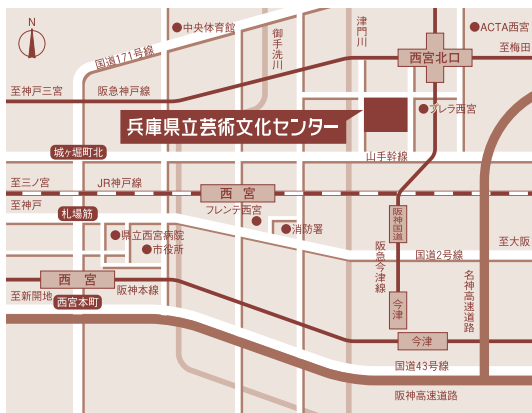 N
中央体育館
国道171号線
御手洗川
津門川
ACTA西宮
西宮北口
至梅田
至神戸三宮
阪急神戸線
プレラ西宮
兵庫県立芸術文化センター
城ヶ堀町北
山手幹線
至三ノ宮
JR神戸線
西宮
至神戸
札場筋
フレンテ西宮
消防署
阪神国道
県立西宮病院
市役所
阪急今津線
国道2号線
至大阪
西宮
至新開地
西宮本町
阪神本線
今津
名神高速道路
今津
国道43号線
阪神高速道路